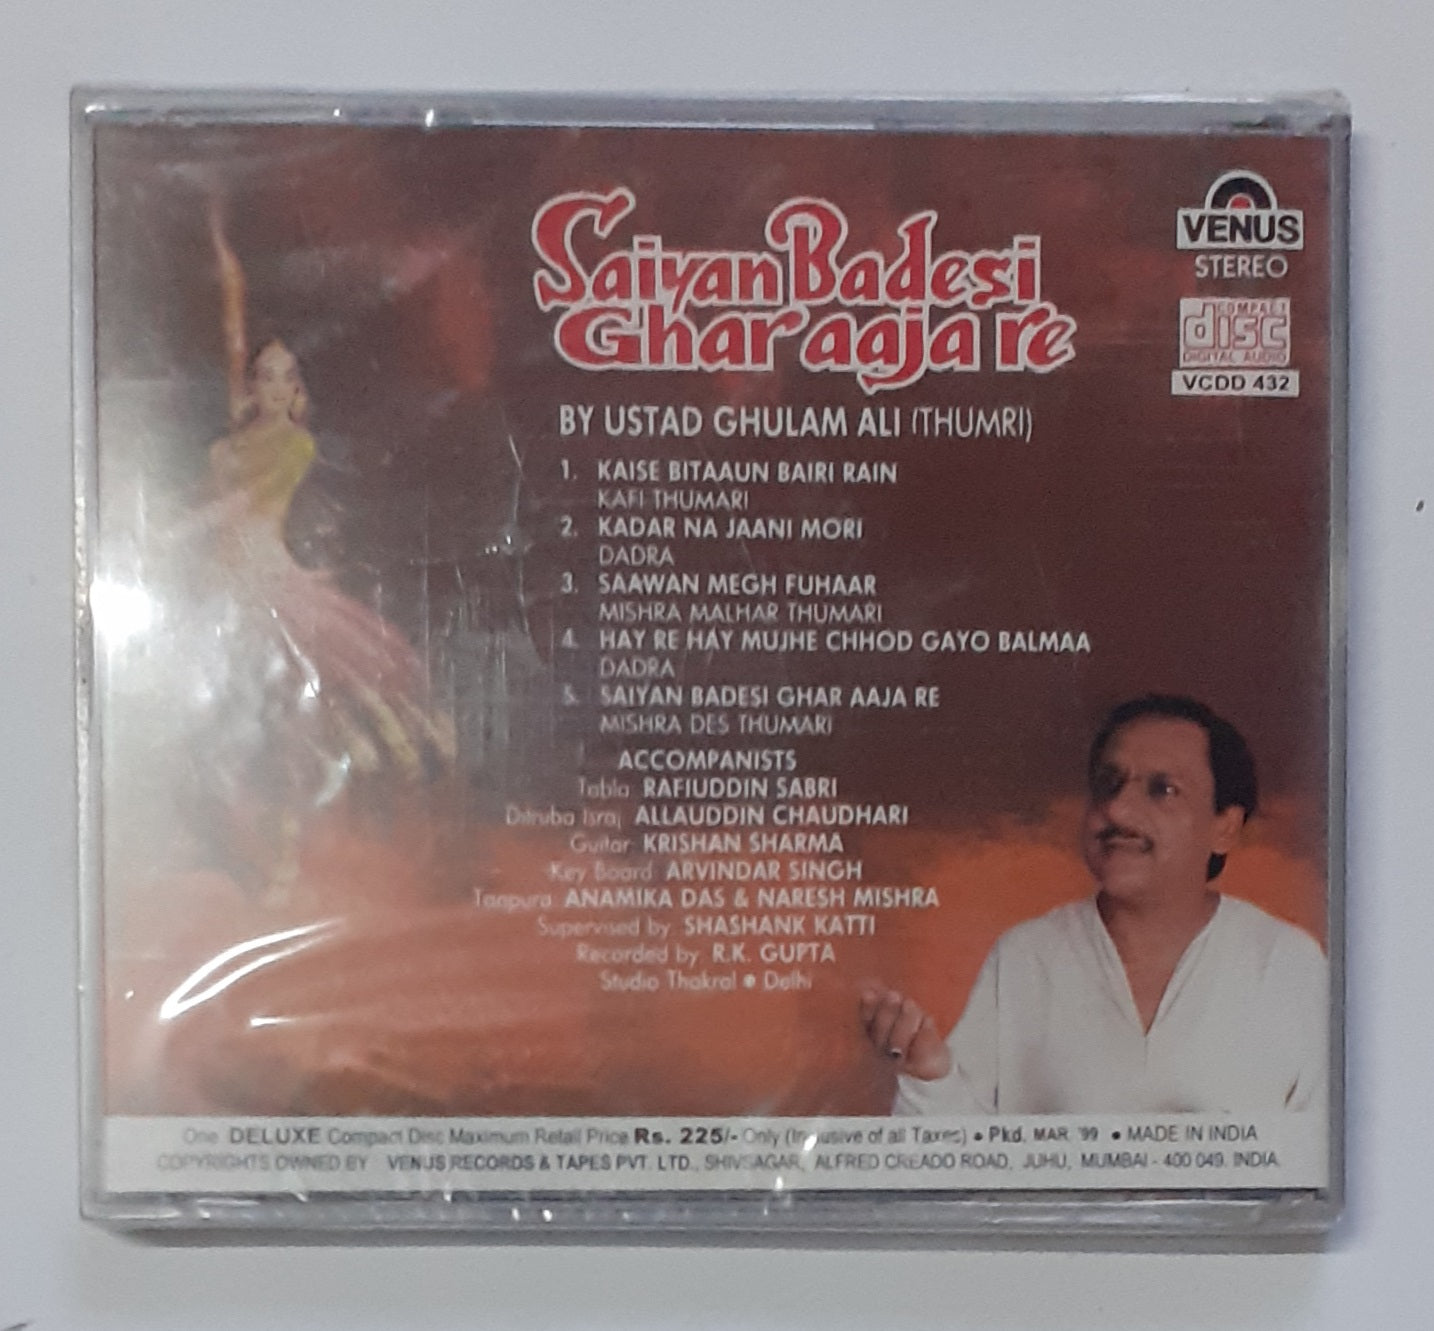 Saiyan Badesi
Ghar aaja re
VENUS
STEREO
COMPACT
disc
DIGITAL AUDIO
VCDD 432
BY USTAD GHULAM ALI (THUMRI)
1. KAISE BITAAUN BAIRI RAIN
KAFI THUMARI
2. KADAR NA JAANI MORI
DADRA
3. SAAWAN MEGH FUHAAR
MISHRA MALHAR THUMARI
4. HAY RE HAY MUJHE CHHOD GAYO BALMAA
DADRA
5. SAIYAN BADESI GHAR AAJA RE
MISHRA DES THUMARI
ACCOMPANISTS
Tabla RAFIUDDIN SABRI
Dilruba Israj ALLAUDDIN CHAUDHARI
Guitar KRISHAN SHARMA
Key Board ARVINDAR SINGH
Tanpura ANAMIKA DAS & NARESH MISHRA
Supervised by SHASHANK KATTI
Recorded by R.K. GUPTA
Studio Thakral • Delhi
One DELUXE Compact Disc Maximum Retail Price Rs. 225/- Only (Inclusive of all Taxes) • Pkd. MAR '99 • MADE IN INDIA
COPYRIGHTS OWNED BY VENUS RECORDS & TAPES PVT. LTD., SHIVSAGAR, ALFRED CREADO ROAD, JUHU, MUMBAI - 400 049. INDIA